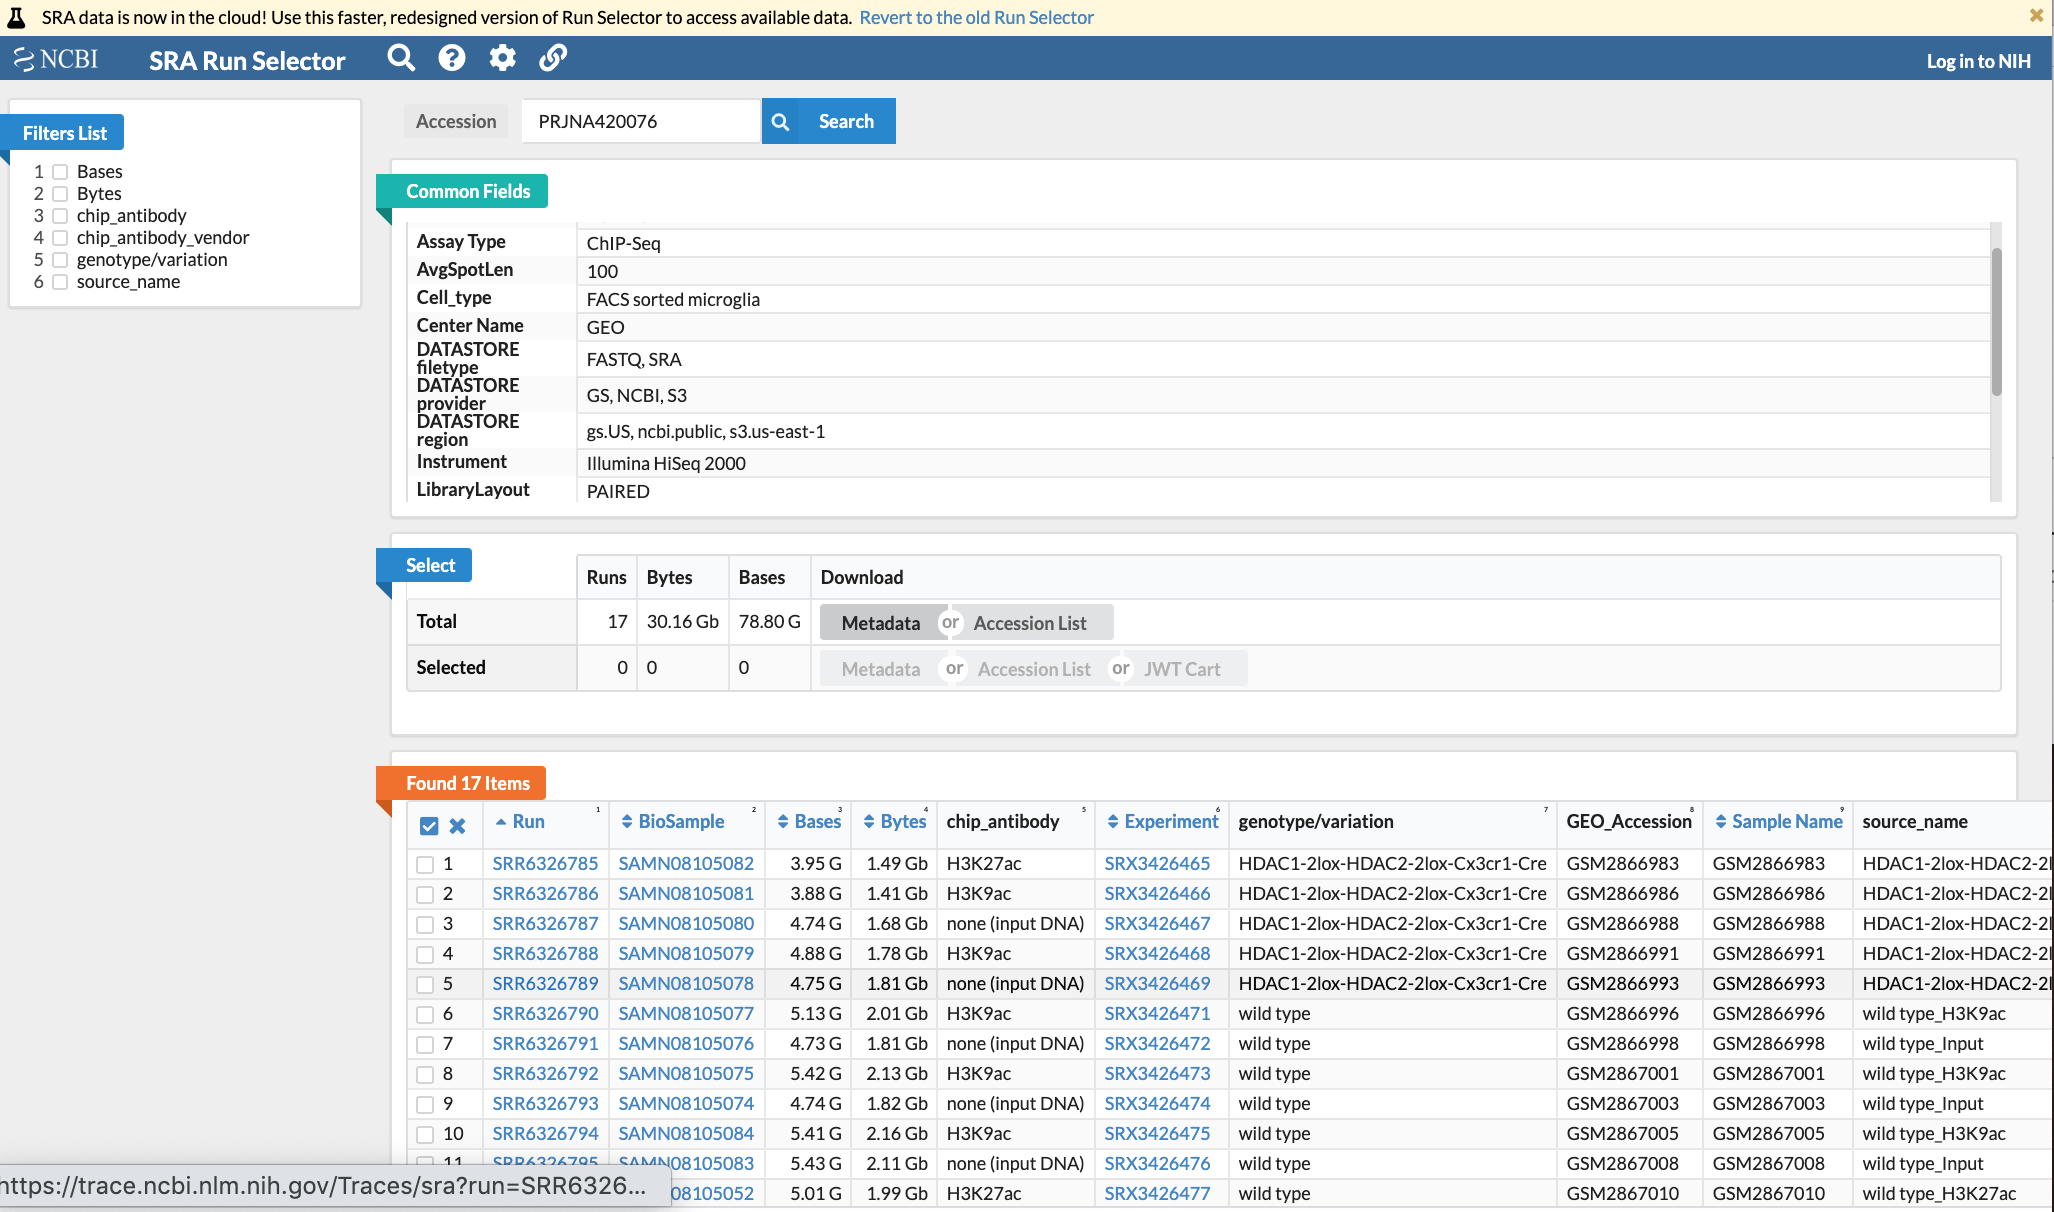 SRA data is now in the cloud! Use this faster, redesigned version of Run Selector to access available data. Revert to the old Run Selector
NCBI SRA Run Selector Log in to NIH
Filters List
1 Bases
2 Bytes
3 chip_antibody
4 chip_antibody_vendor
5 genotype/variation
6 source_name
Accession PRJNA420076 Search
Common Fields
Assay Type ChIP-Seq
AvgSpotLen 100
Cell_type FACS sorted microglia
Center Name GEO
DATASTORE filetype FASTQ, SRA
DATASTORE provider GS, NCBI, S3
DATASTORE region gs.US, ncbi.public, s3.us-east-1
Instrument Illumina HiSeq 2000
LibraryLayout PAIRED
Select
Runs Bytes Bases Download
Total 17 30.16 Gb 78.80 G Metadata or Accession List
Selected 0 0 0 Metadata or Accession List or JWT Cart
Found 17 Items
Run 1 BioSample 2 Bases 3 Bytes 4 chip_antibody 5 Experiment 6 genotype/variation 7 GEO_Accession 8 Sample Name 9 source_name
1 SRR6326785 SAMN08105082 3.95 G 1.49 Gb H3K27ac SRX3426465 HDAC1-2lox-HDAC2-2lox-Cx3cr1-Cre GSM2866983 GSM2866983 HDAC1-2lox-HDAC2-2l
2 SRR6326786 SAMN08105081 3.88 G 1.41 Gb H3K9ac SRX3426466 HDAC1-2lox-HDAC2-2lox-Cx3cr1-Cre GSM2866986 GSM2866986 HDAC1-2lox-HDAC2-2l
3 SRR6326787 SAMN08105080 4.74 G 1.68 Gb none (input DNA) SRX3426467 HDAC1-2lox-HDAC2-2lox-Cx3cr1-Cre GSM2866988 GSM2866988 HDAC1-2lox-HDAC2-2l
4 SRR6326788 SAMN08105079 4.88 G 1.78 Gb H3K9ac SRX3426468 HDAC1-2lox-HDAC2-2lox-Cx3cr1-Cre GSM2866991 GSM2866991 HDAC1-2lox-HDAC2-2l
5 SRR6326789 SAMN08105078 4.75 G 1.81 Gb none (input DNA) SRX3426469 HDAC1-2lox-HDAC2-2lox-Cx3cr1-Cre GSM2866993 GSM2866993 HDAC1-2lox-HDAC2-2l
6 SRR6326790 SAMN08105077 5.13 G 2.01 Gb H3K9ac SRX3426471 wild type GSM2866996 GSM2866996 wild type_H3K9ac
7 SRR6326791 SAMN08105076 4.73 G 1.81 Gb none (input DNA) SRX3426472 wild type GSM2866998 GSM2866998 wild type_Input
8 SRR6326792 SAMN08105075 5.42 G 2.13 Gb H3K9ac SRX3426473 wild type GSM2867001 GSM2867001 wild type_H3K9ac
9 SRR6326793 SAMN08105074 4.74 G 1.82 Gb none (input DNA) SRX3426474 wild type GSM2867003 GSM2867003 wild type_Input
10 SRR6326794 SAMN08105084 5.41 G 2.16 Gb H3K9ac SRX3426475 wild type GSM2867005 GSM2867005 wild type_H3K9ac
11 SRR6326795 SAMN08105083 5.43 G 2.11 Gb none (input DNA) SRX3426476 wild type GSM2867008 GSM2867008 wild type_Input
08105052 5.01 G 1.99 Gb H3K27ac SRX3426477 wild type GSM2867010 GSM2867010 wild type_H3K27ac
https://trace.ncbi.nlm.nih.gov/Traces/sra?run=SRR6326...